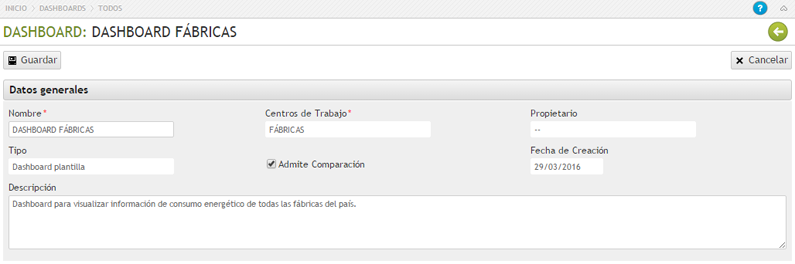 INICIO > DASHBOARDS > TODOS
?
DASHBOARD: DASHBOARD FÁBRICAS
Guardar
Cancelar
Datos generales
Nombre* Centros de Trabajo* Propietario
DASHBOARD FÁBRICAS FÁBRICAS --
Tipo Fecha de Creación
Dashboard plantilla Admite Comparación 29/03/2016
Descripción
Dashboard para visualizar información de consumo energético de todas las fábricas del país.